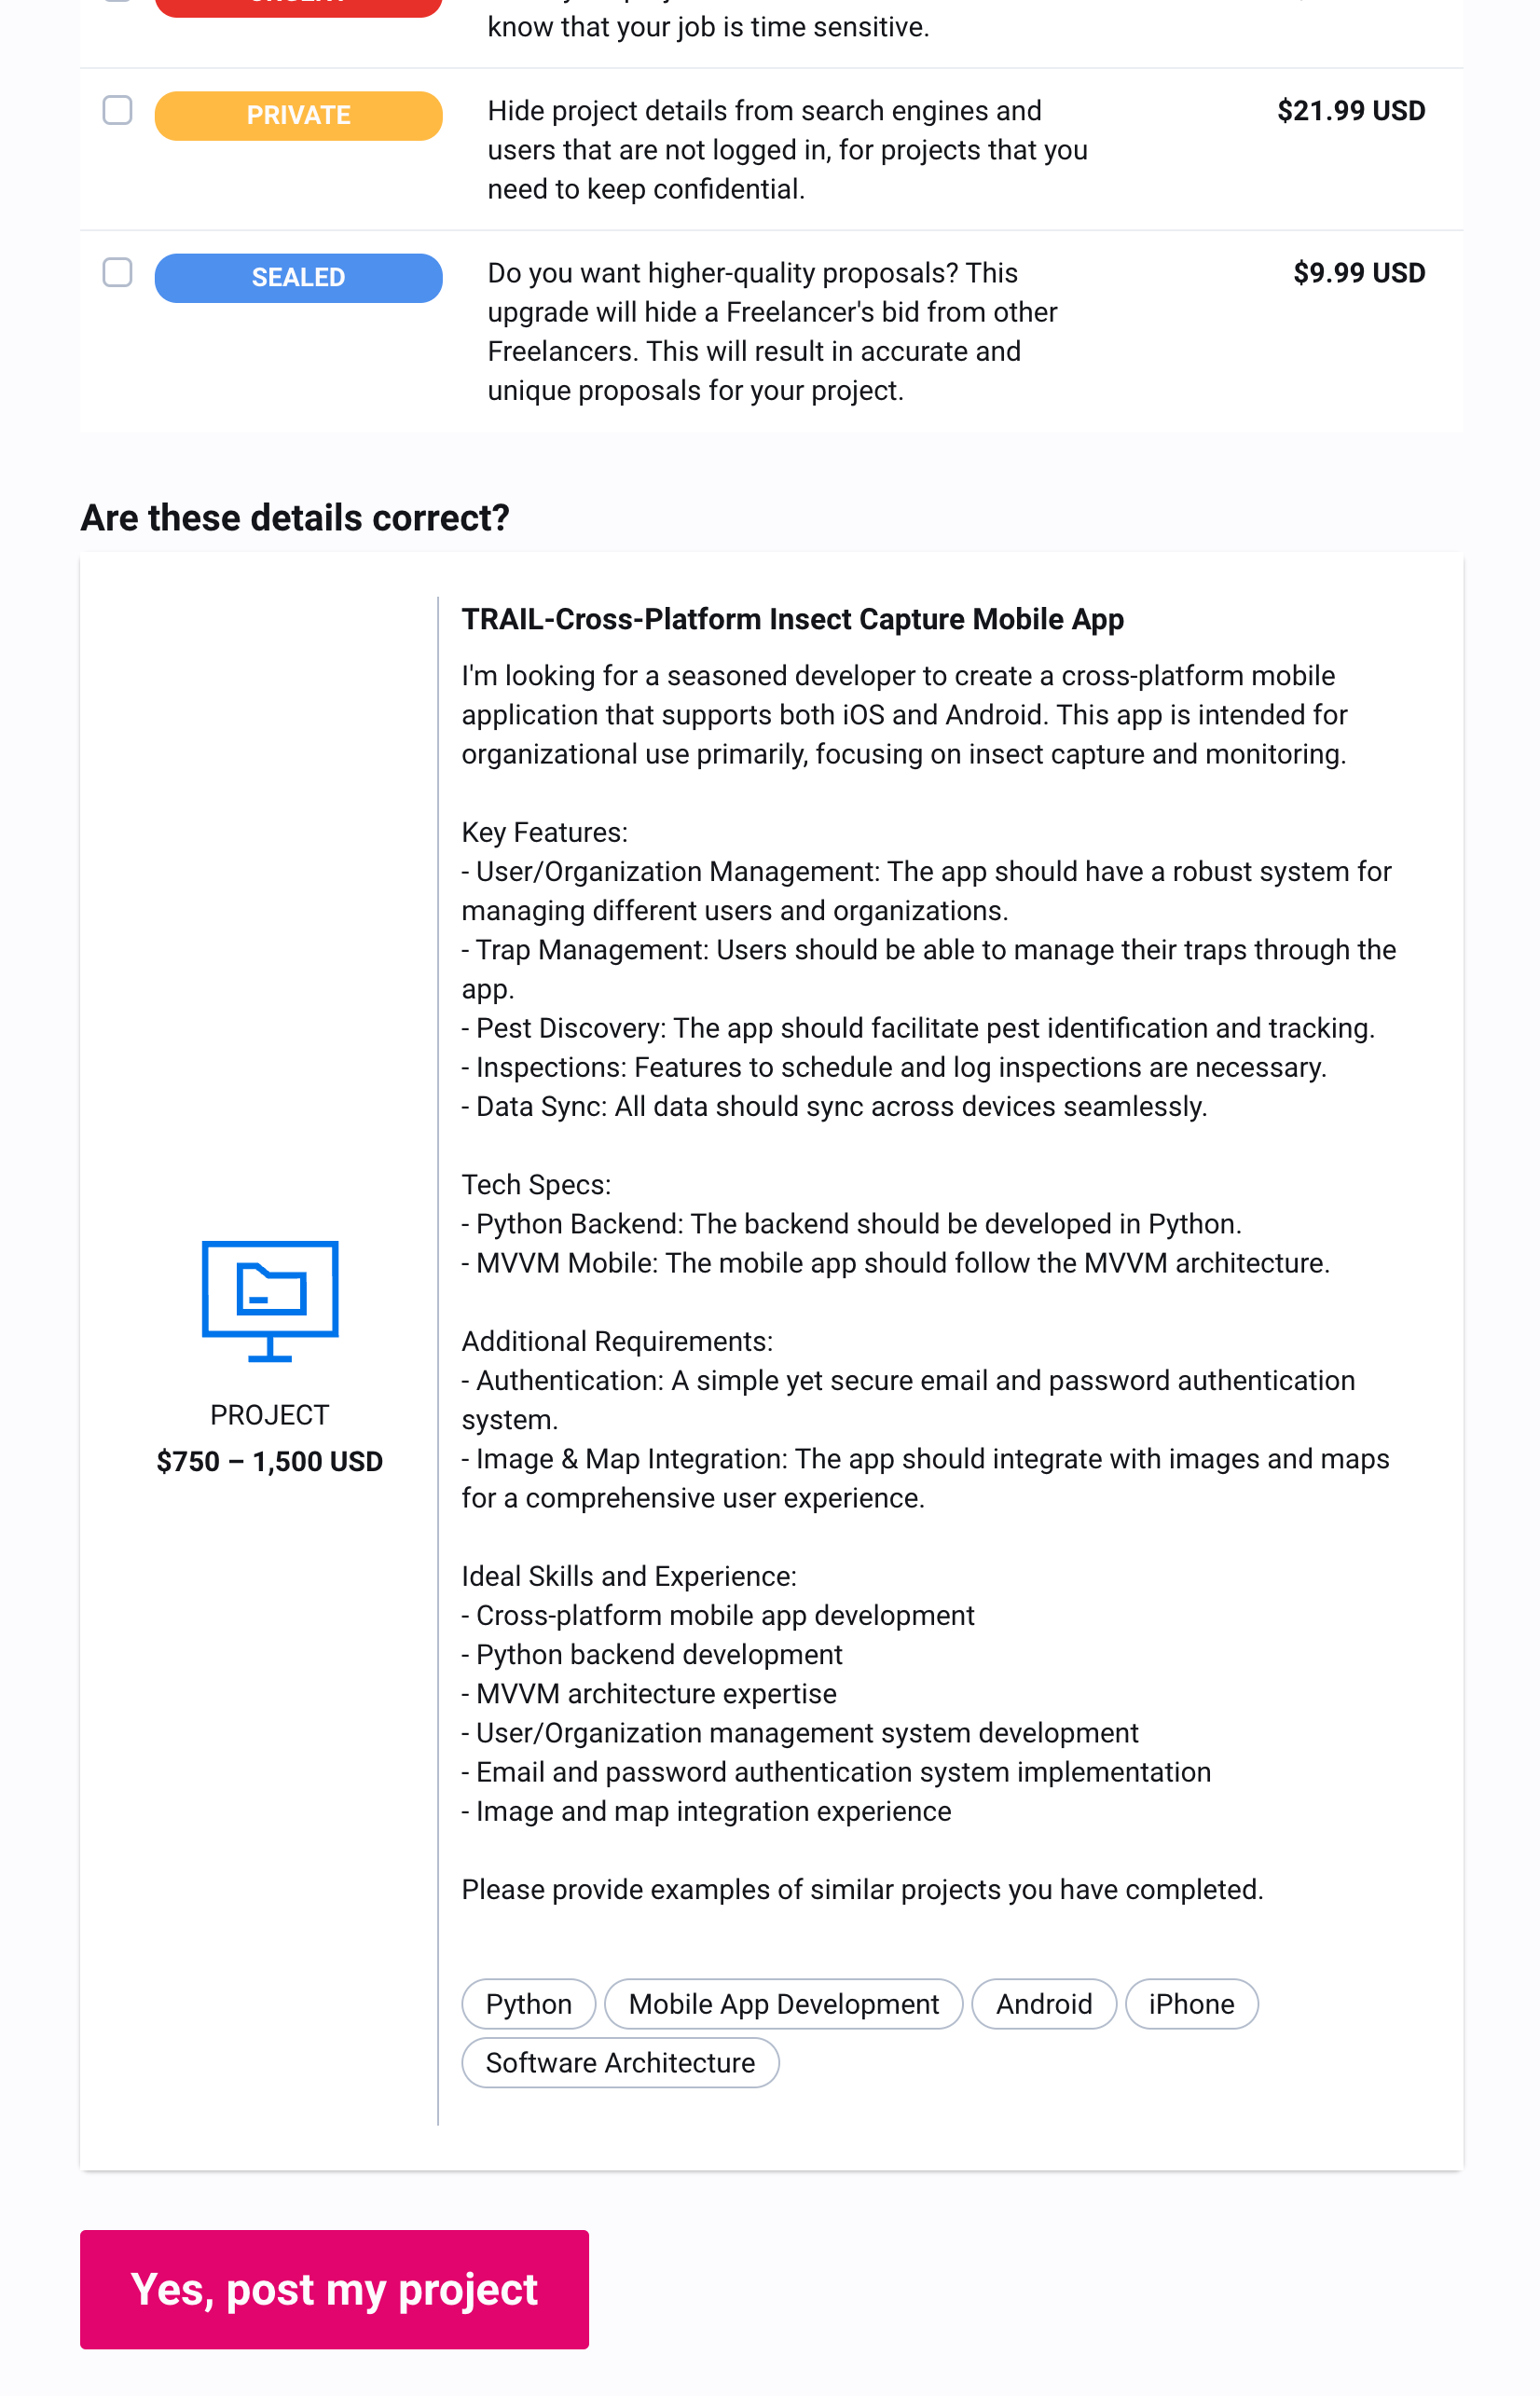 know that your job is time sensitive.
PRIVATE
Hide project details from search engines and
users that are not logged in, for projects that you
need to keep confidential.
$21.99 USD
SEALED
Do you want higher-quality proposals? This
upgrade will hide a Freelancer's bid from other
Freelancers. This will result in accurate and
unique proposals for your project.
$9.99 USD
Are these details correct?
PROJECT
$750 – 1,500 USD
TRAIL-Cross-Platform Insect Capture Mobile App
I'm looking for a seasoned developer to create a cross-platform mobile
application that supports both iOS and Android. This app is intended for
organizational use primarily, focusing on insect capture and monitoring.
Key Features:
- User/Organization Management: The app should have a robust system for
managing different users and organizations.
- Trap Management: Users should be able to manage their traps through the
app.
- Pest Discovery: The app should facilitate pest identification and tracking.
- Inspections: Features to schedule and log inspections are necessary.
- Data Sync: All data should sync across devices seamlessly.
Tech Specs:
- Python Backend: The backend should be developed in Python.
- MVVM Mobile: The mobile app should follow the MVVM architecture.
Additional Requirements:
- Authentication: A simple yet secure email and password authentication
system.
- Image & Map Integration: The app should integrate with images and maps
for a comprehensive user experience.
Ideal Skills and Experience:
- Cross-platform mobile app development
- Python backend development
- MVVM architecture expertise
- User/Organization management system development
- Email and password authentication system implementation
- Image and map integration experience
Please provide examples of similar projects you have completed.
Python
Mobile App Development
Android
iPhone
Software Architecture
Yes, post my project